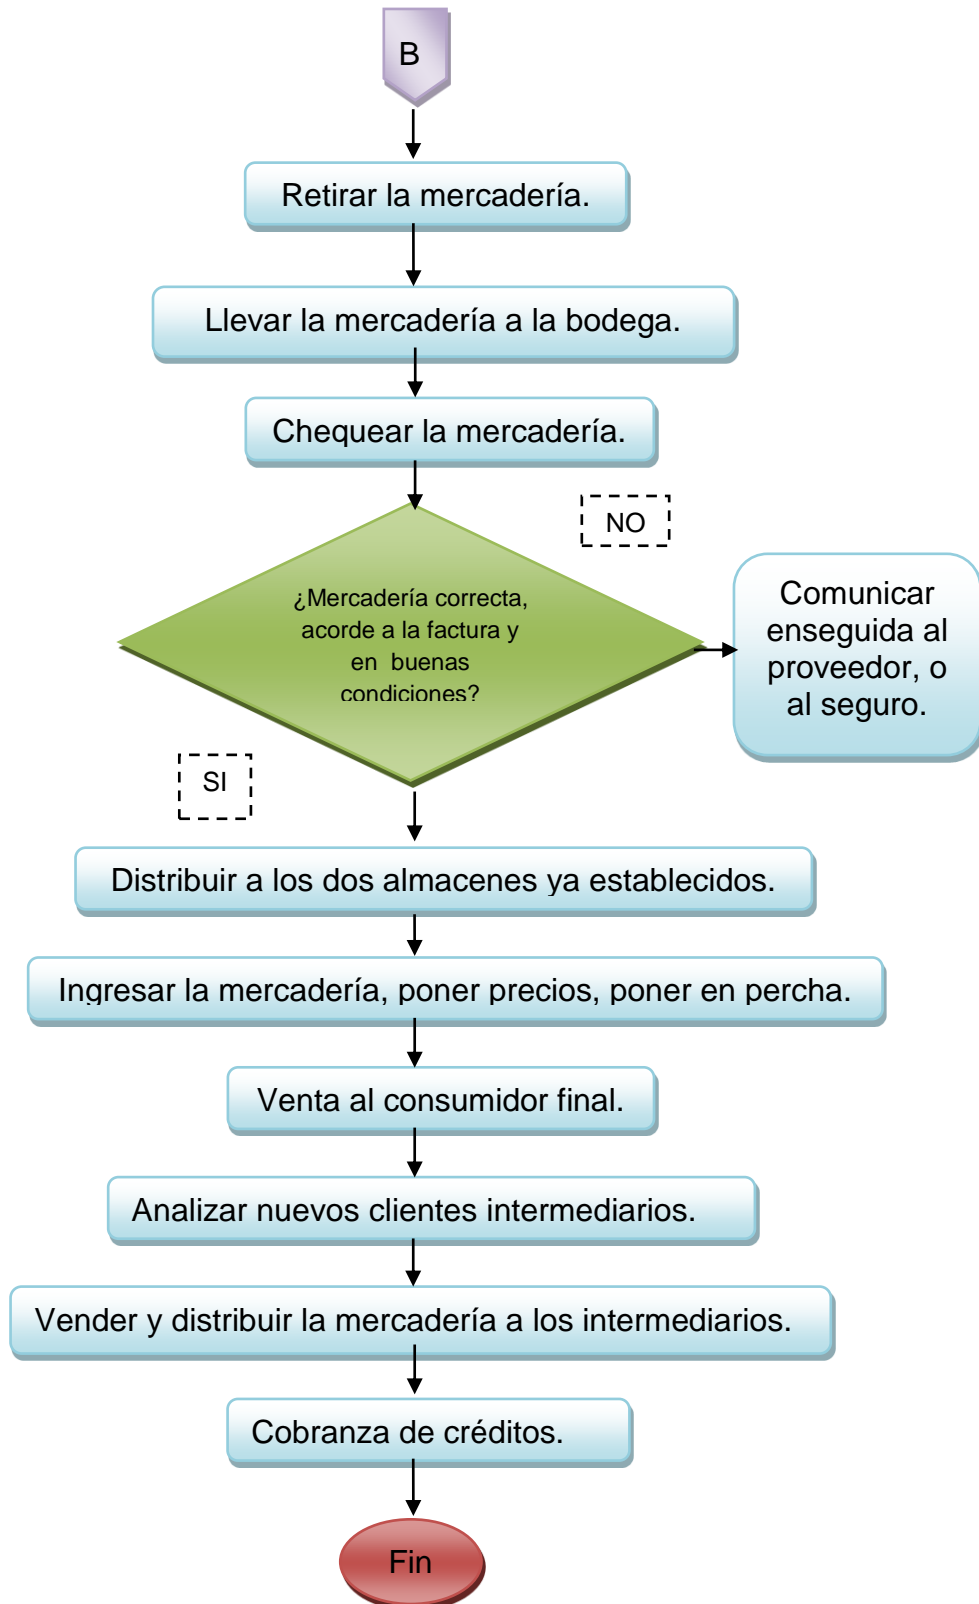 B
Retirar la mercadería.
Llevar la mercadería a la bodega.
Chequear la mercadería.
NO
¿Mercadería correcta,
acorde a la factura y
en buenas
condiciones?
Comunicar
enseguida al
proveedor, o
al seguro.
SI
Distribuir a los dos almacenes ya establecidos.
Ingresar la mercadería, poner precios, poner en percha.
Venta al consumidor final.
Analizar nuevos clientes intermediarios.
Vender y distribuir la mercadería a los intermediarios.
Cobranza de créditos.
Fin